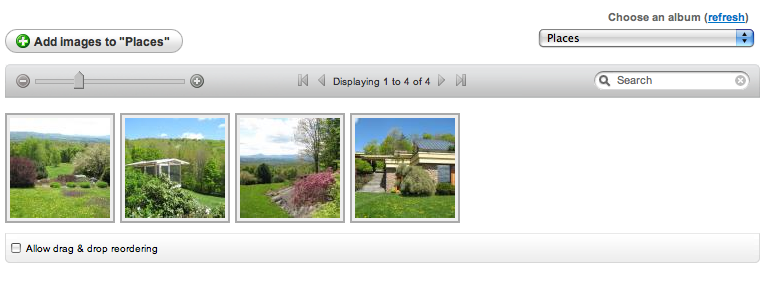 Choose an album (refresh)
Add images to "Places"
Places
Displaying 1 to 4 of 4
Search
Allow drag & drop reordering